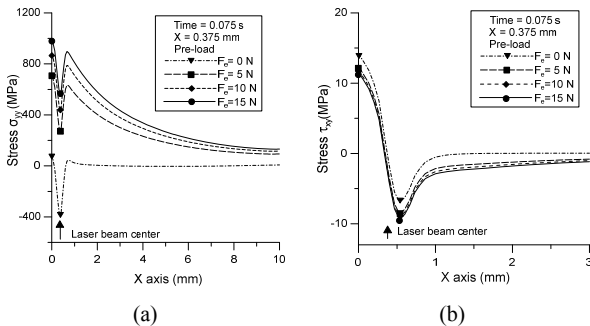 1200
800
400
0
-400
Stress σyy(MPa)
Time = 0.075 s
X = 0.375 mm
Pre-load
Fe= 0 N
Fe= 5 N
Fe=10 N
Fe=15 N
Laser beam center
0 2 4 6 8 10
X axis (mm)
(a)
20
10
0
-10
Stress τxy(MPa)
Time = 0.075s
X = 0.375 mm
Pre-load
Fe= 0 N
Fe= 5 N
Fe=10 N
Fe=15 N
Laser beam center
0 1 2 3
X axis (mm)
(b)